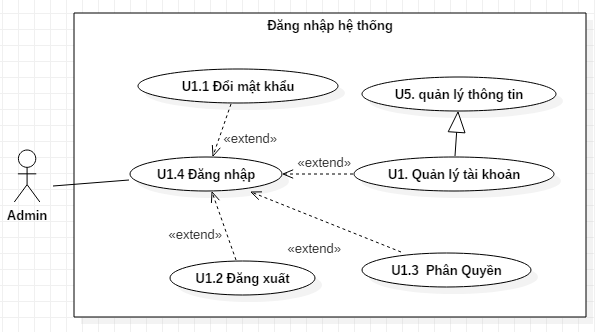 Đăng nhập hệ thống
U1.1 Đổi mật khẩu
U5. quản lý thông tin
«extend»
«extend»
U1.4 Đăng nhập
U1. Quản lý tài khoản
Admin
«extend»
«extend»
U1.2 Đăng xuất
U1.3 Phân Quyền